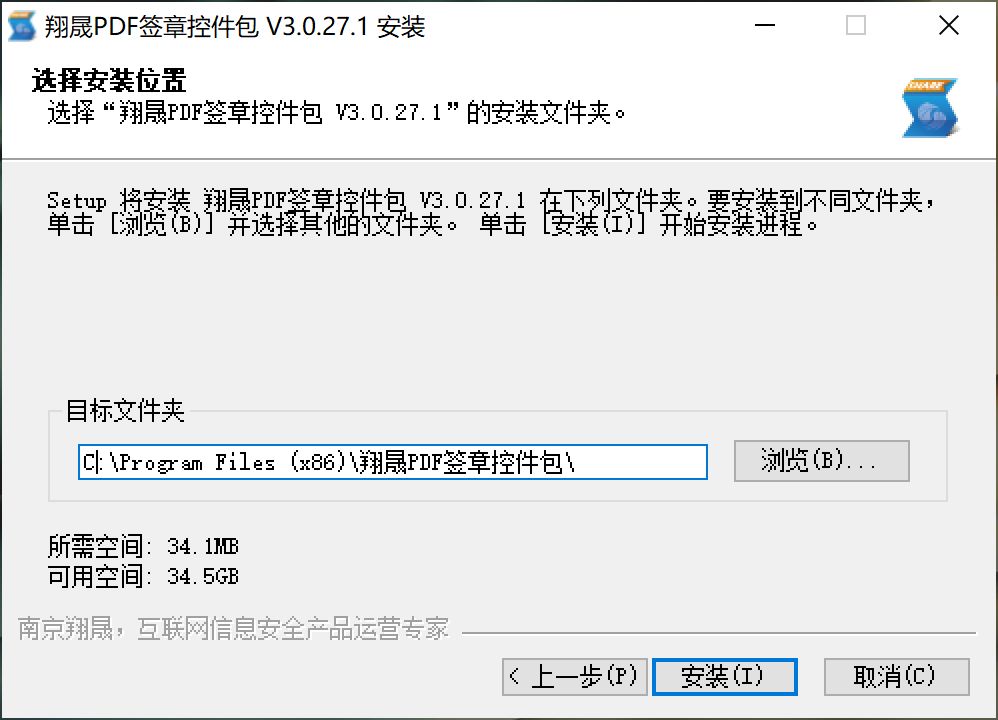 翔晟PDF签章控件包 V3.0.27.1 安装
选择安装位置
选择“翔晟PDF签章控件包 V3.0.27.1”的安装文件夹。
SHARE
Setup 将安装 翔晟PDF签章控件包 V3.0.27.1 在下列文件夹。要安装到不同文件夹，
单击 [浏览(B)] 并选择其他的文件夹。 单击 [安装(I)] 开始安装进程。
目标文件夹
C:\Program Files (x86)\翔晟PDF签章控件包\
浏览(B)...
所需空间: 34.1MB
可用空间: 34.5GB
南京翔晟，互联网信息安全产品运营专家
< 上一步(P)
安装(I)
取消(C)